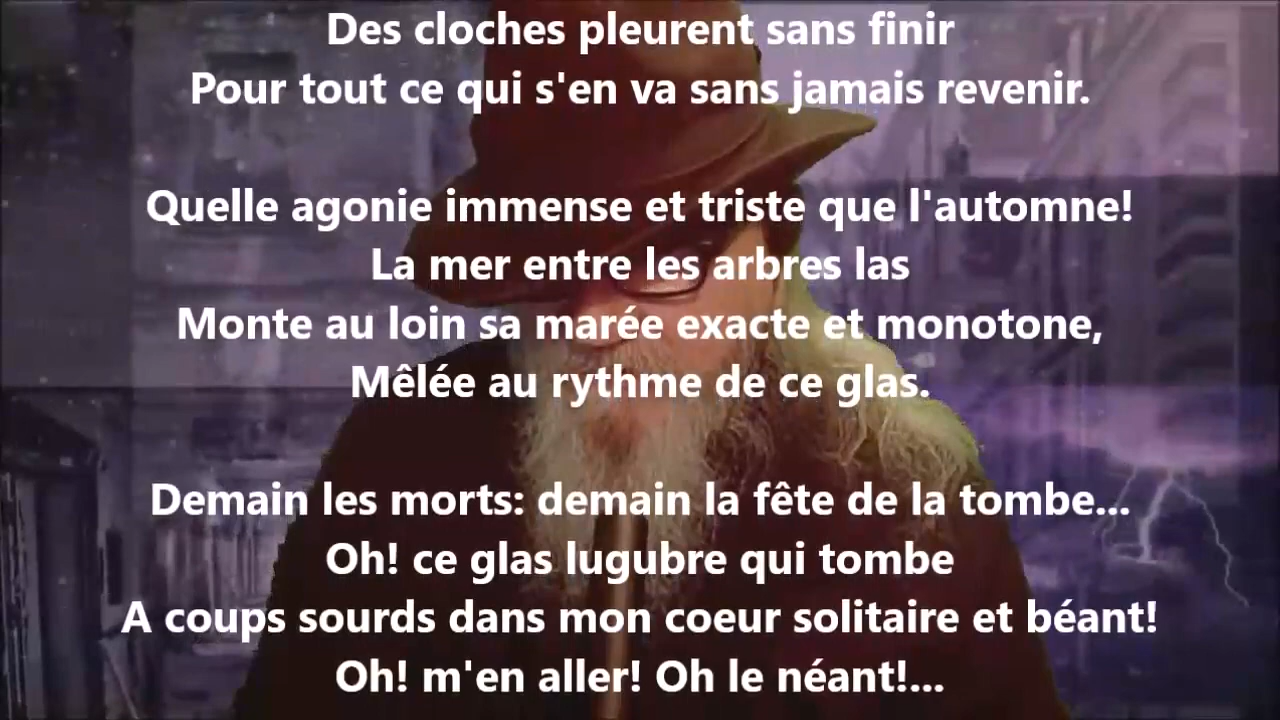 Des cloches pleurent sans finir
Pour tout ce qui s'en va sans jamais revenir.
Quelle agonie immense et triste que l'automne!
La mer entre les arbres las
Monte au loin sa marée exacte et monotone,
Mêlée au rythme de ce glas.
Demain les morts: demain la fête de la tombe...
Oh! ce glas lugubre qui tombe
A coups sourds dans mon coeur solitaire et béant!
Oh! m'en aller! Oh le néant!...